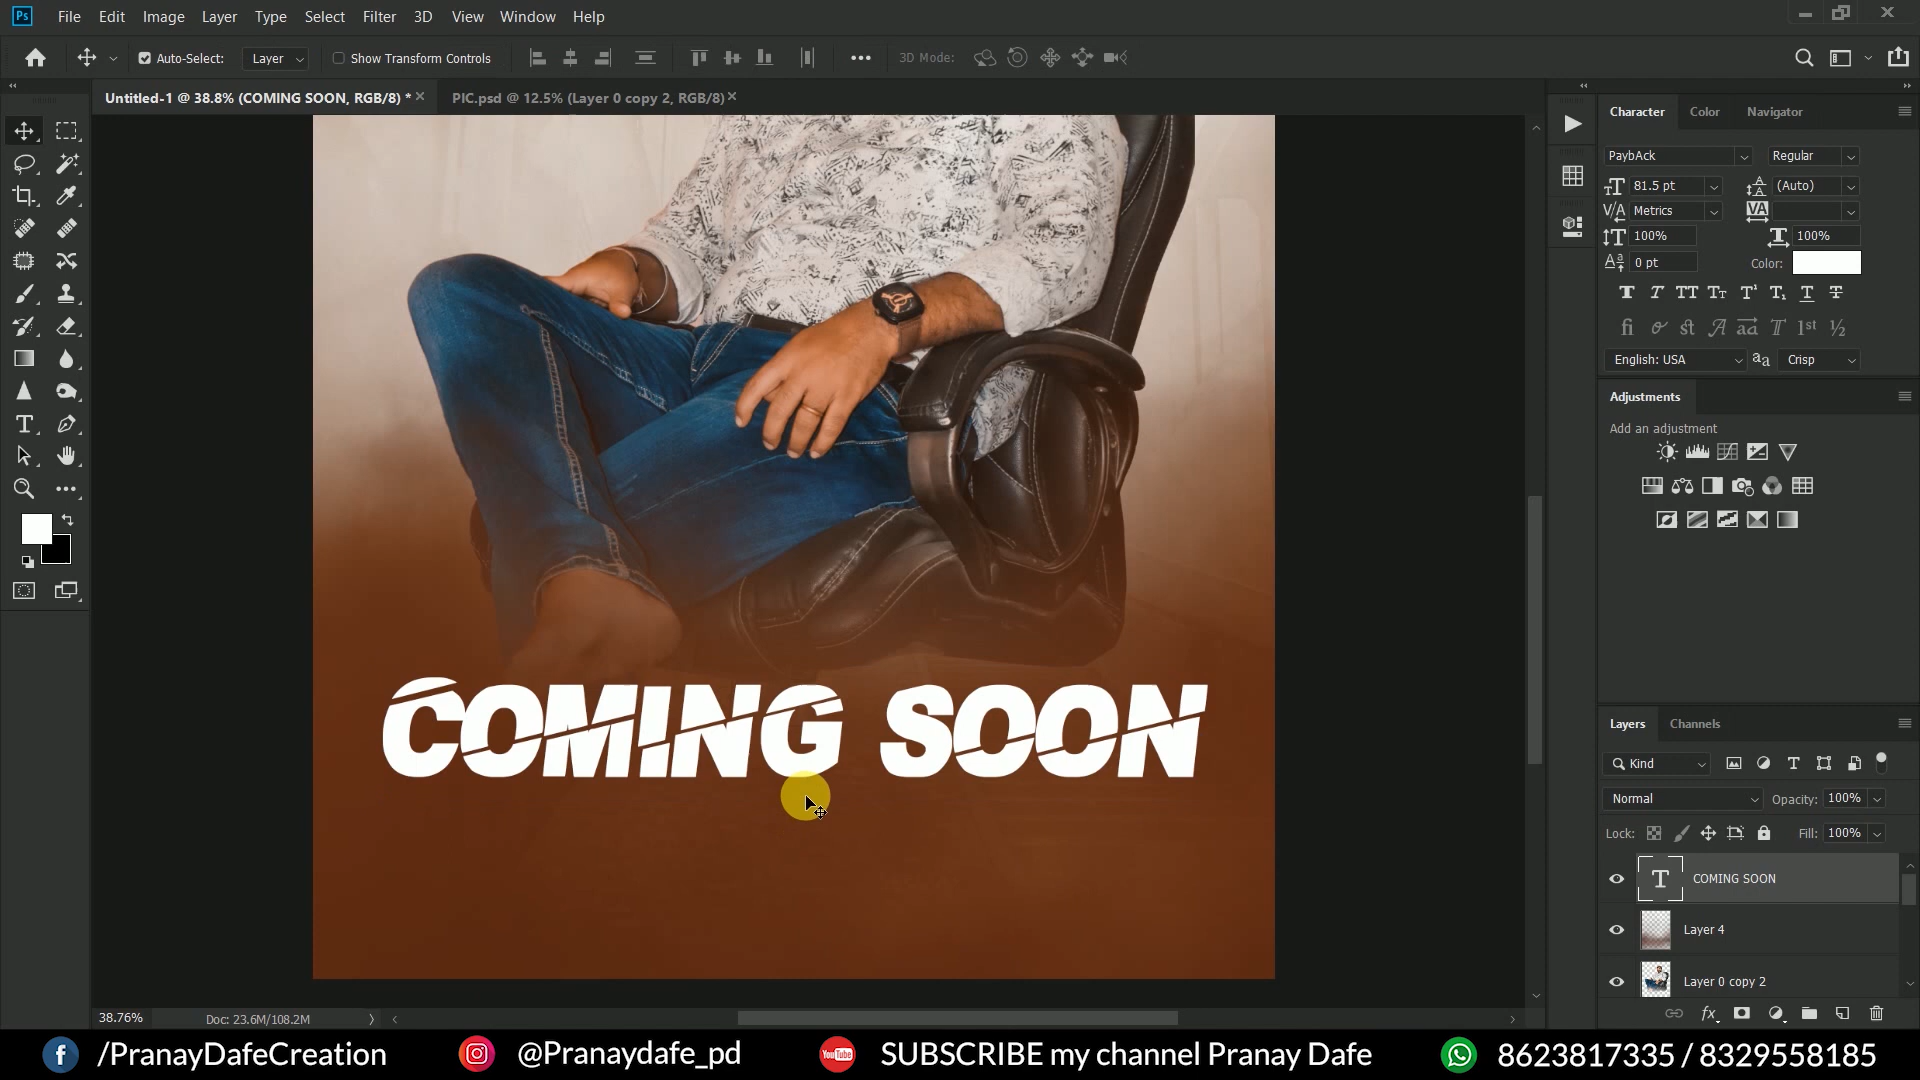 Ps File Edit Image Layer Type Select Filter 3D View Window Help
Auto-Select: Layer Show Transform Controls 3D Mode:
Untitled-1 @ 38.8% (COMING SOON, RGB/8) * PIC.psd @ 12.5% (Layer 0 copy 2, RGB/8)
Character Color Navigator
PaybAck Regular
81.5 pt (Auto)
Metrics
100% 100%
0 pt Color:
English: USA Crisp
Adjustments
Add an adjustment
COMING SOON
Layers Channels
Kind
Normal Opacity: 100%
Lock: Fill: 100%
COMING SOON
Layer 4
Layer 0 copy 2
38.76% Doc: 23.6M/108.2M
/PranayDafeCreation @Pranaydafe_pd YouTube SUBSCRIBE my channel Pranay Dafe 8623817335 / 8329558185